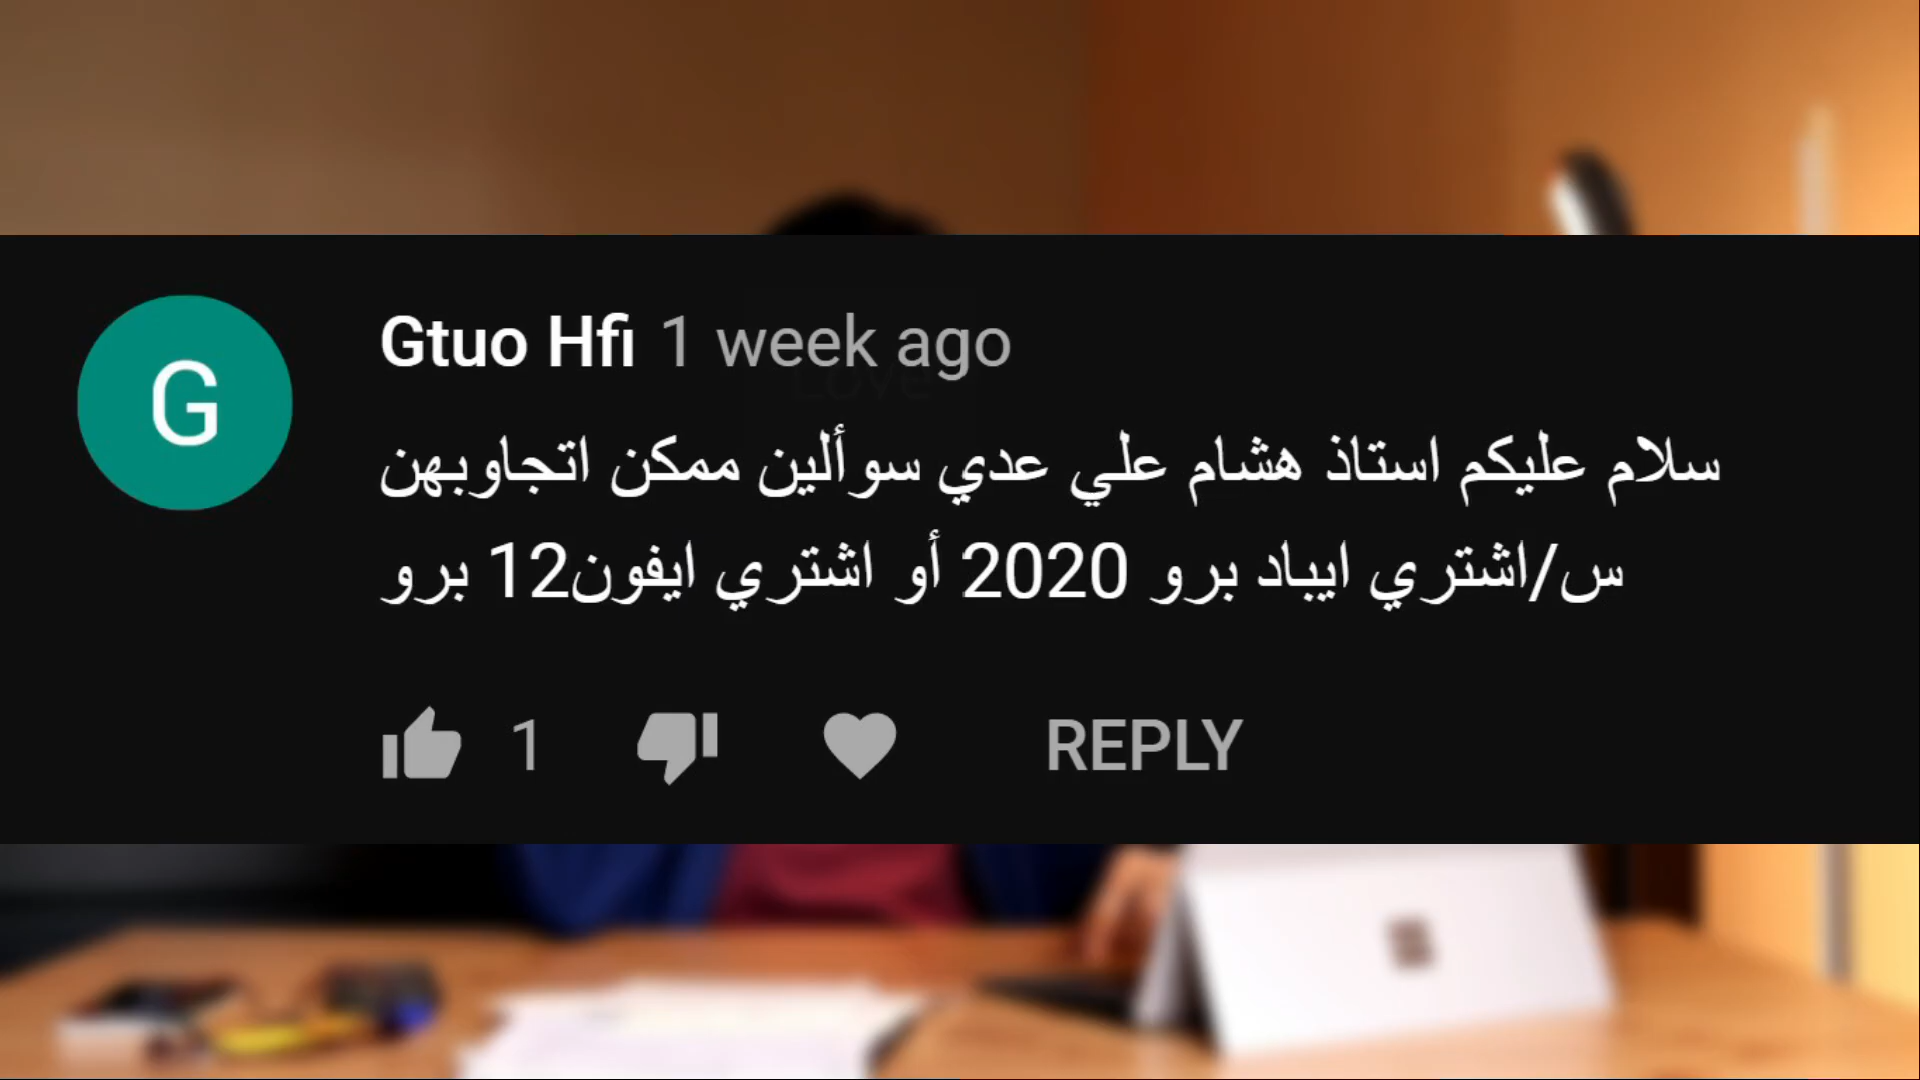 G
Gtuo Hfi 1 week ago
Love
سلام عليكم استاذ هشام علي عدي سوألين ممكن اتجاوبهن
س/اشتري ايباد برو 2020 أو اشتري ايفون12 برو
1 REPLY